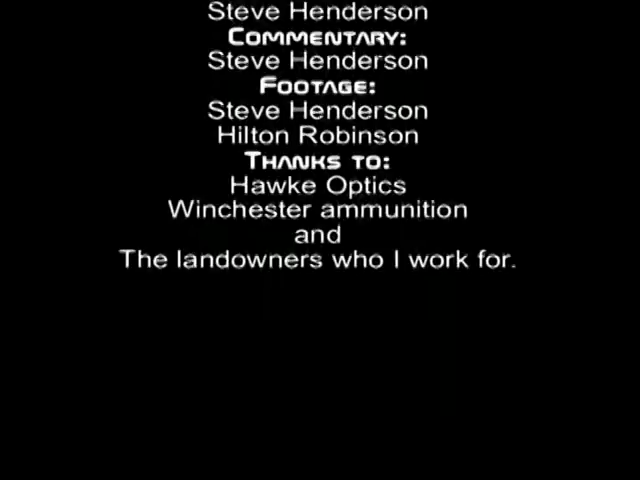 Steve Henderson
Commentary:
Steve Henderson
Footage:
Steve Henderson
Hilton Robinson
Thanks to:
Hawke Optics
Winchester ammunition
and
The landowners who I work for.